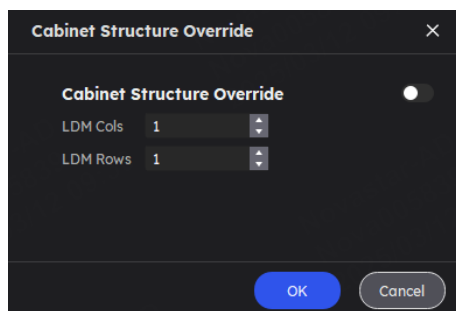 Cabinet Structure Override
Cabinet Structure Override
LDM Cols 1
LDM Rows 1
OK Cancel